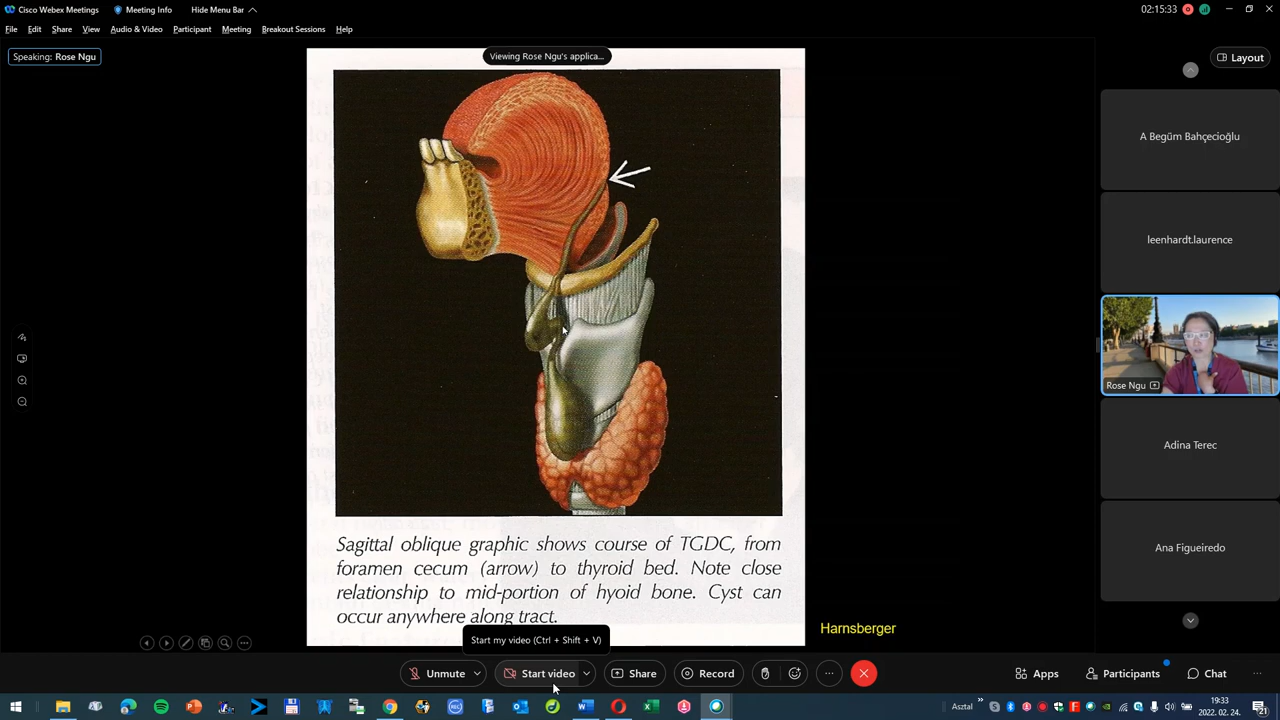 Cisco Webex Meetings
Meeting Info
Hide Menu Bar
02:15:33
File Edit Share View Audio & Video Participant Meeting Breakout Sessions Help
Speaking: Rose Ngu
Viewing Rose Ngu's applica...
Layout
A Begüm Bahçecioğlu
leenhardt.laurence
Rose Ngu
Adina Terec
Ana Figueiredo
Sagittal oblique graphic shows course of TGDC, from
foramen cecum (arrow) to thyroid bed. Note close
relationship to mid-portion of hyoid bone. Cyst can
occur anywhere along tract.
Harnsberger
Start my video (Ctrl + Shift + V)
Unmute
Start video
Share
Record
Apps
Participants
Chat
Asztal
19:33
2022. 02. 24.